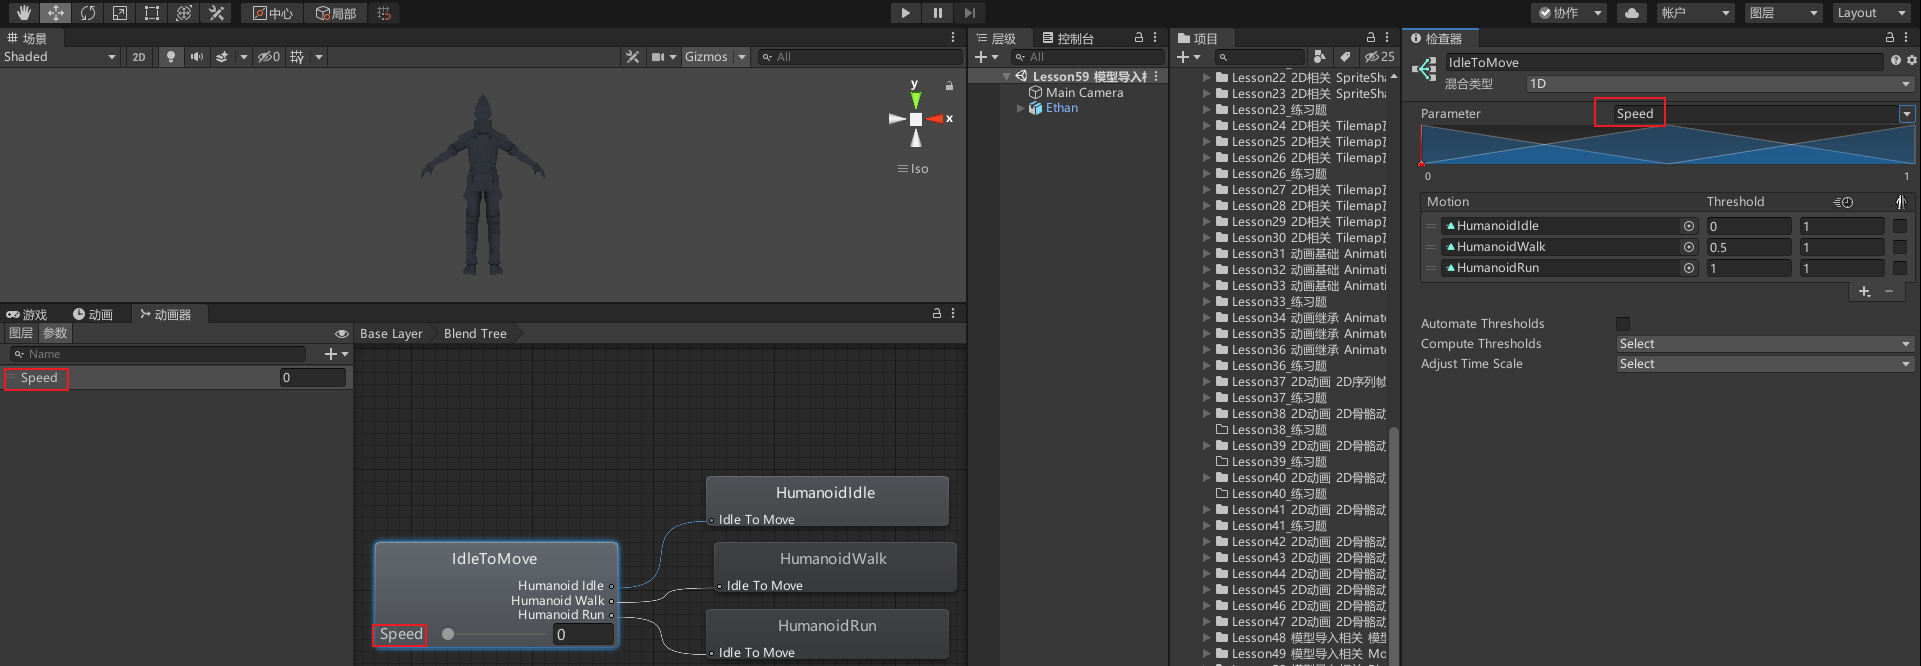 中心
局部
协作
帐户
图层
Layout
场景
Shaded
2D
0
Gizmos
All
y
x
Iso
层级
控制台
All
Lesson59 模型导入相
Main Camera
Ethan
项目
25
Lesson22 2D相关 SpriteSha
Lesson23 2D相关 SpriteSha
Lesson23_练习题
Lesson24 2D相关 Tilemap
Lesson25 2D相关 Tilemap
Lesson26 2D相关 Tilemap
Lesson26_练习题
Lesson27 2D相关 Tilemap
Lesson28 2D相关 Tilemap
Lesson29 2D相关 Tilemap
Lesson30 2D相关 Tilemap
Lesson31 动画基础 Animati
Lesson32 动画基础 Animati
Lesson33 动画基础 Animati
Lesson33_练习题
Lesson34 动画继承 Animat
Lesson35 动画继承 Animat
Lesson36 动画继承 Animat
Lesson36_练习题
Lesson37 2D动画 2D序列帧
Lesson37_练习题
Lesson38 2D动画 2D骨骼动
Lesson38_练习题
Lesson39 2D动画 2D骨骼动
Lesson39_练习题
Lesson40 2D动画 2D骨骼动
Lesson40_练习题
Lesson41 2D动画 2D骨骼动
Lesson41_练习题
Lesson42 2D动画 2D骨骼动
Lesson43 2D动画 2D骨骼动
Lesson44 2D动画 2D骨骼动
Lesson45 2D动画 2D骨骼动
Lesson46 2D动画 2D骨骼动
Lesson47 2D动画 2D骨骼动
Lesson48 模型导入相关 模
Lesson49 模型导入相关 Mo
检查器
IdleToMove
混合类型 1D
Parameter Speed
0 1
Motion Threshold
HumanoidIdle 0 1
HumanoidWalk 0.5 1
HumanoidRun 1 1
Automate Thresholds
Compute Thresholds Select
Adjust Time Scale Select
游戏
动画
动画器
图层 参数
Base Layer Blend Tree
Name
Speed 0
IdleToMove
Humanoid Idle
Humanoid Walk
Humanoid Run
Speed 0
HumanoidIdle
Idle To Move
HumanoidWalk
Idle To Move
HumanoidRun
Idle To Move